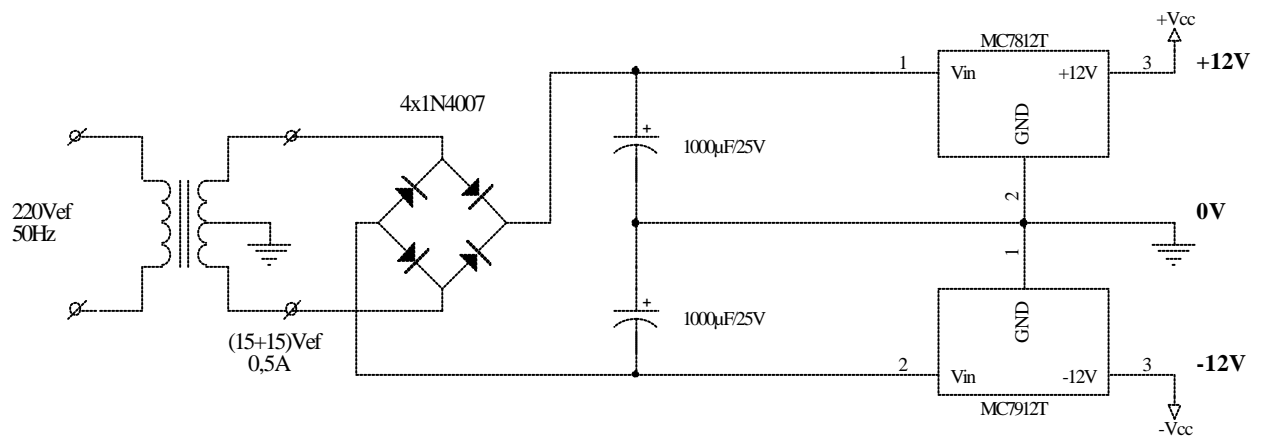 +Vcc
MC7812T
1
Vin
+12V
3
+12V
GND
2
4x1N4007
+
1000µF/25V
220Vef
50Hz
0V
1
GND
+
1000µF/25V
(15+15)Vef
0,5A
2
Vin
-12V
3
-12V
MC7912T
-Vcc